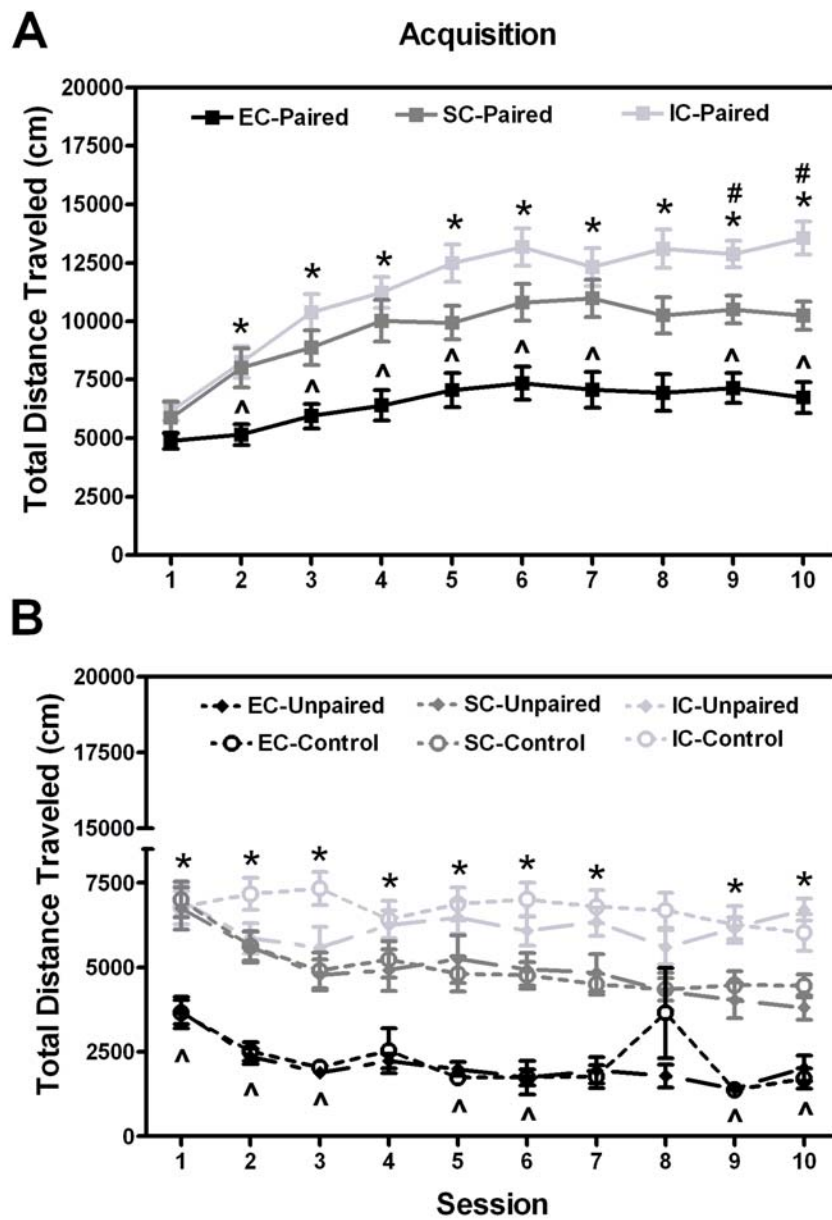 A
Acquisition
Total Distance Traveled (cm)
20000
17500
15000
12500
10000
7500
5000
2500
0
EC-Paired SC-Paired IC-Paired
# #
* * * * * * * * *
^ ^ ^ ^ ^ ^ ^ ^
1 2 3 4 5 6 7 8 9 10
B
Total Distance Traveled (cm)
20000
17500
15000
7500
5000
2500
0
EC-Unpaired SC-Unpaired IC-Unpaired
EC-Control SC-Control IC-Control
* * * * * * * * *
^ ^ ^ ^ ^ ^ ^
1 2 3 4 5 6 7 8 9 10
Session